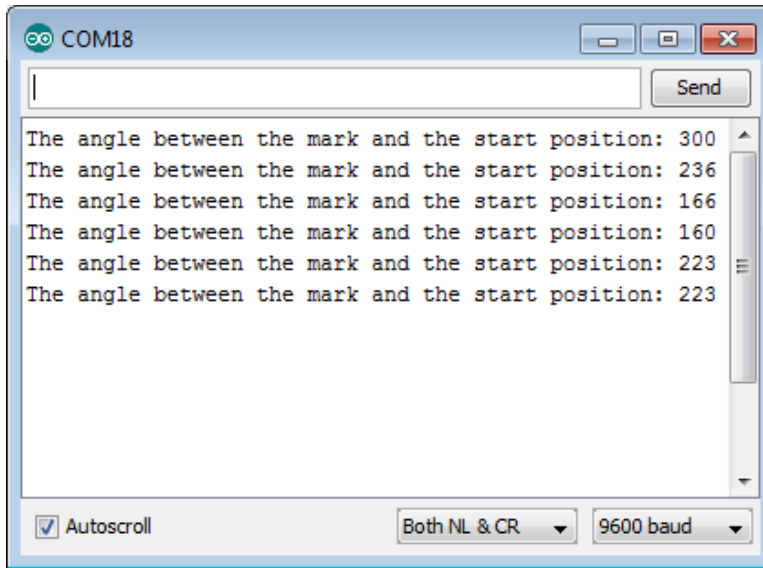 COM18
Send
The angle between the mark and the start position: 300
The angle between the mark and the start position: 236
The angle between the mark and the start position: 166
The angle between the mark and the start position: 160
The angle between the mark and the start position: 223
The angle between the mark and the start position: 223
Autoscroll Both NL & CR 9600 baud